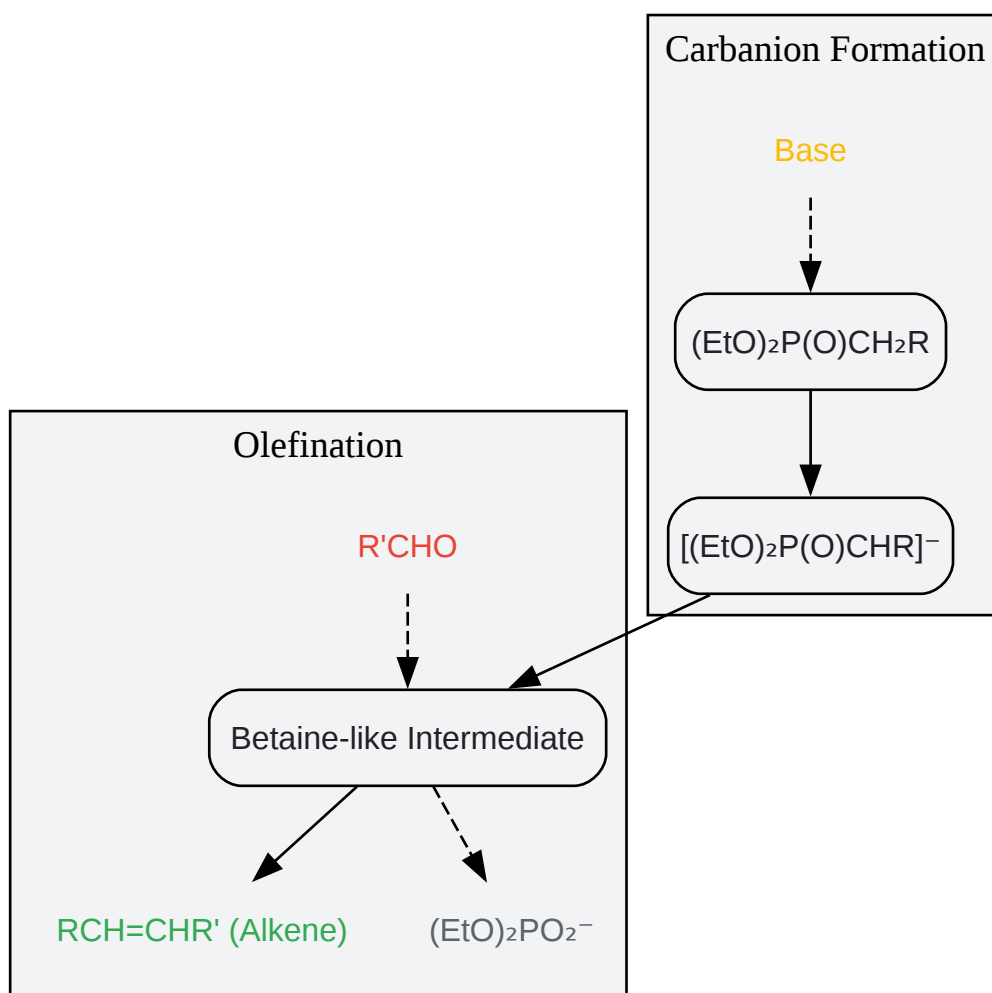 Carbanion Formation
Base
(EtO)₂P(O)CH₂R
[(EtO)₂P(O)CHR]⁻
Olefination
R'CHO
Betaine-like Intermediate
RCH=CHR' (Alkene)
(EtO)₂PO₂⁻